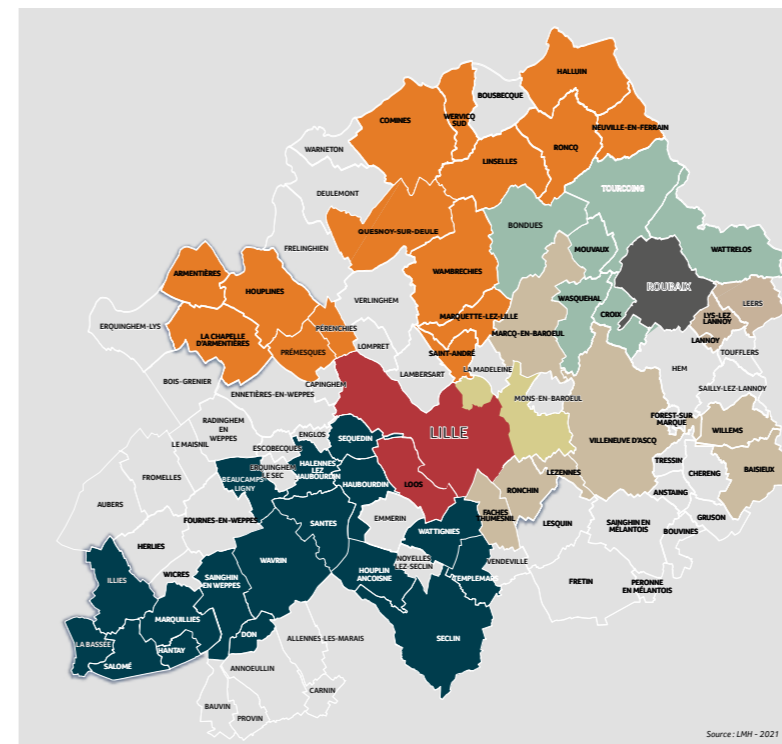 HALLUIN
BOUSBECQUE
COMINES
WERVICQ
SUD
NEUVILLE-EN-FERRAIN
RONCQ
WARNETON
LINSELLES
DEULEMONT
TOURCOING
BONDUES
QUESNOY-SUR-DEULE
FRELINGHIEN
MOUVAUX
WATTRELOS
ARMENTIÈRES
WAMBRECHIES
HOUPLINES
ROUBAIX
VERLINGHEM
WASQUEHAL
LEERS
ERQUINGHEM-LYS
MARQUETTE-LEZ-LILLE
CROIX
LYS-LEZ
LANNOY
PERENCHIES
MARCQ-EN-BAROEUL
LA CHAPELLE
D'ARMENTIÈRES
LANNOY
LOMPRET
PRÉMESQUES
SAINT-ANDRÉ
TOUFFLERS
LA MADELEINE
HEM
LAMBERSART
BOIS-GRENIER
CAPINGHEM
SAILLY-LEZ-LANNOY
ENNETIÈRES-EN-WEPPES
MONS-EN-BAROEUL
RADINGHEM
EN
WEPPES
FOREST-SUR
MARQUE
WILLEMS
LILLE
ENGLOS
SEQUEDIN
VILLENEUVE D'ASCQ
LE MAISNIL
ESCOBECQUES
TRESSIN
HALENNES
LEZ
HAUBOURDIN
ERQUINGHEM
LE SEC
LEZENNES
BAISIEUX
FROMELLES
BEAUCAMPS
LIGNY
HAUBOURDIN
LOOS
CHERENG
RONCHIN
ANSTAING
AUBERS
FACHES
THUMESNIL
FOURNES-EN-WEPPES
SANTES
EMMERIN
GRUSON
LESQUIN
SAINGHIN EN
MÉLANTOIS
BOUVINES
WATTIGNIES
HERLIES
WAVRIN
NOYELLES
LEZ-SECLIN
VENDEVILLE
WICRES
HOUPLIN
ANCOISNE
ILLIES
SAINGHIN
EN WEPPES
TEMPLEMARS
FRETIN
PERONNE
EN MÉLANTOIS
MARQUILLIES
DON
ALLENNES-LES-MARAIS
SECLIN
LA BASSÉE
HANTAY
SALOMÉ
ANNOEULLIN
CARNIN
BAUVIN
PROVIN
Source : LMH - 2021